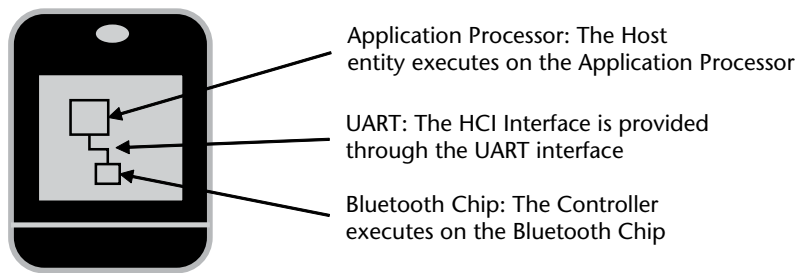 Application Processor: The Host
entity executes on the Application Processor
UART: The HCI Interface is provided
through the UART interface
Bluetooth Chip: The Controller
executes on the Bluetooth Chip